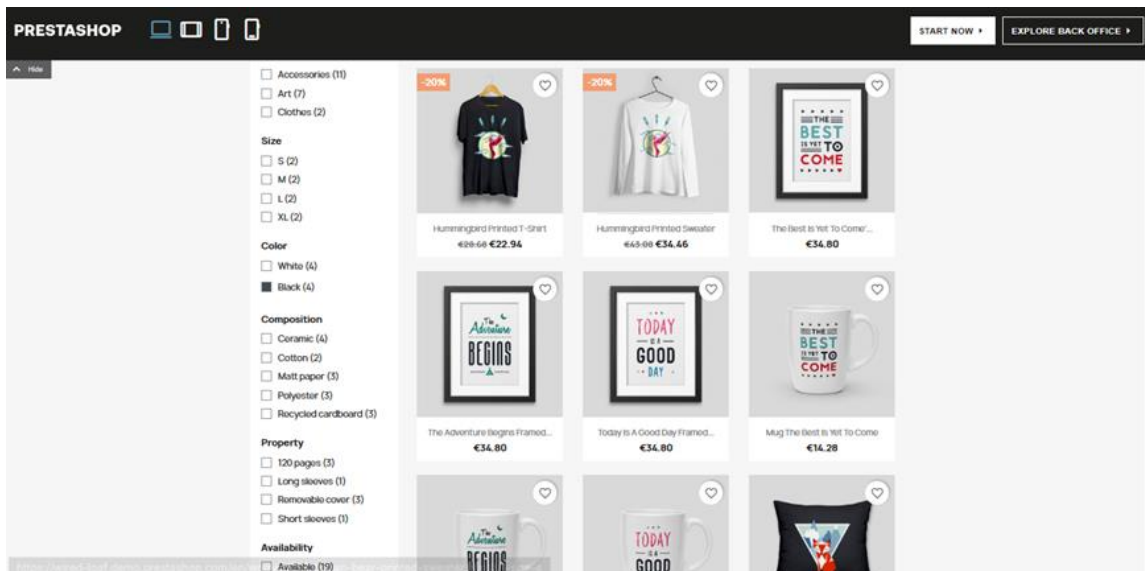 PRESTASHOP
START NOW
EXPLORE BACK OFFICE
Hide
Accessories (11)
Art (7)
Clothes (2)
Size
S (2)
M (2)
L (2)
XL (2)
Color
White (4)
Black (4)
Composition
Ceramic (4)
Cotton (2)
Matt paper (3)
Polyester (3)
Recycled cardboard (3)
Property
120 pages (3)
Long sleeves (1)
Removable cover (3)
Short sleeves (1)
Availability
Available (19)
-20%
Hummingbird Printed T-Shirt
€28.68 €22.94
-20%
Hummingbird Printed Sweater
€43.08 €34.46
THE
BEST
IS YET TO
COME
The Best Is Yet To Come'...
€34.80
The
Adventure
BEGINS
The Adventure Begins Framed...
€34.80
TODAY
IS A
GOOD
DAY
Today Is A Good Day Framed...
€34.80
THE
BEST
IS YET TO
COME
Mug The Best Is Yet To Come
€14.28
The
Adventure
BEGINS
TODAY
IS A
GOOD